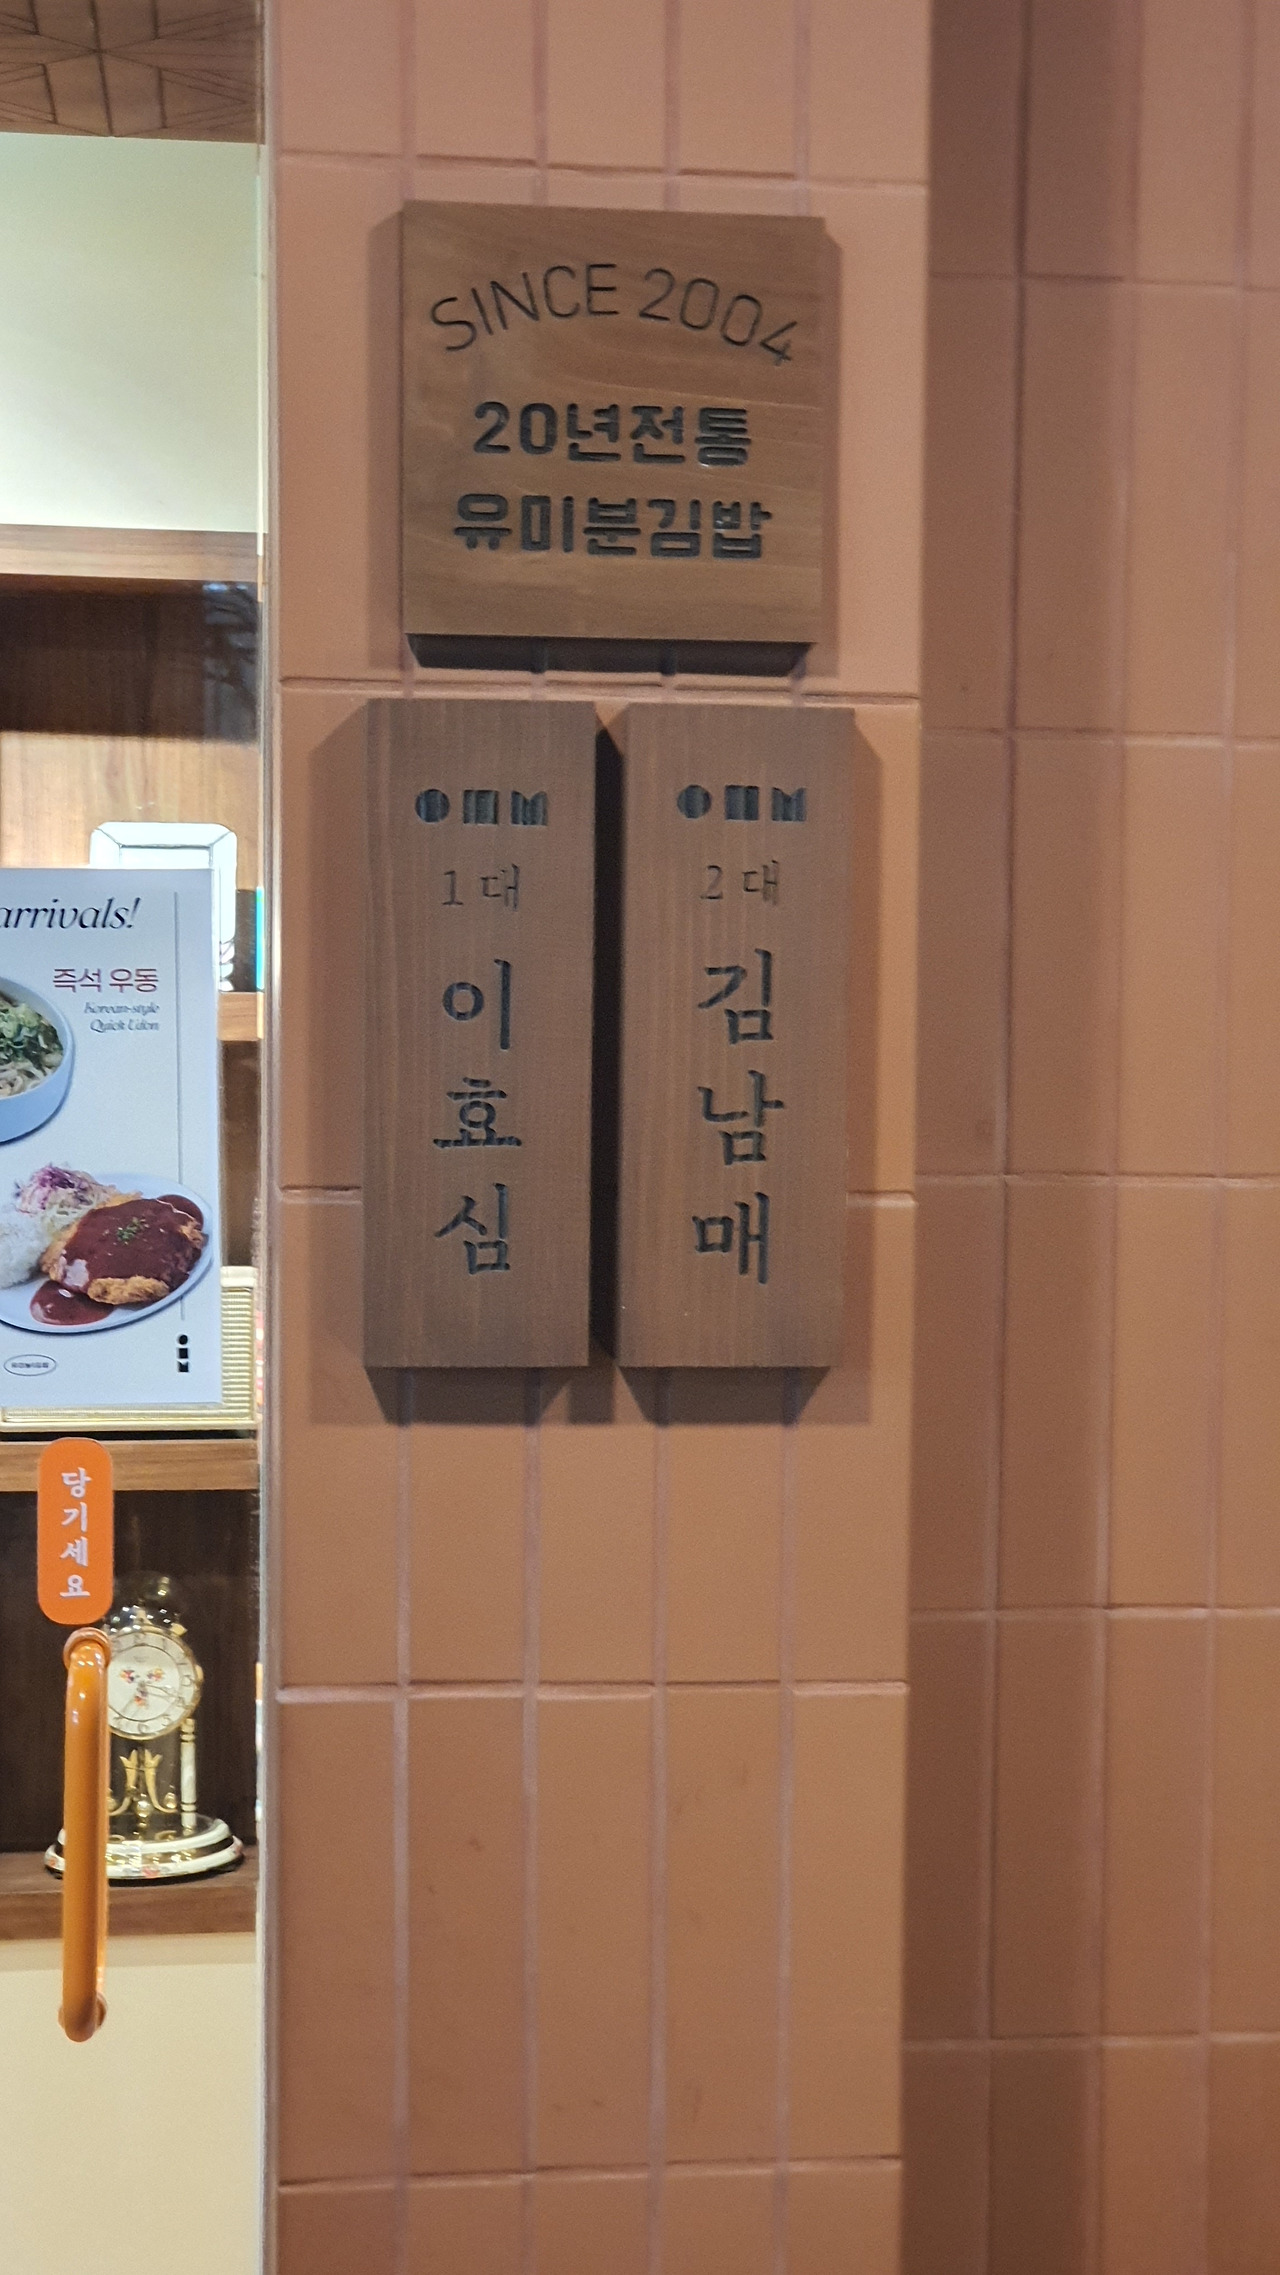 SINCE 2004
20년전통
유미분김밥
1대
이효심
2대
김남매
arrivals!
즉석 우동
Korean-style
Quick Udon
당기세요